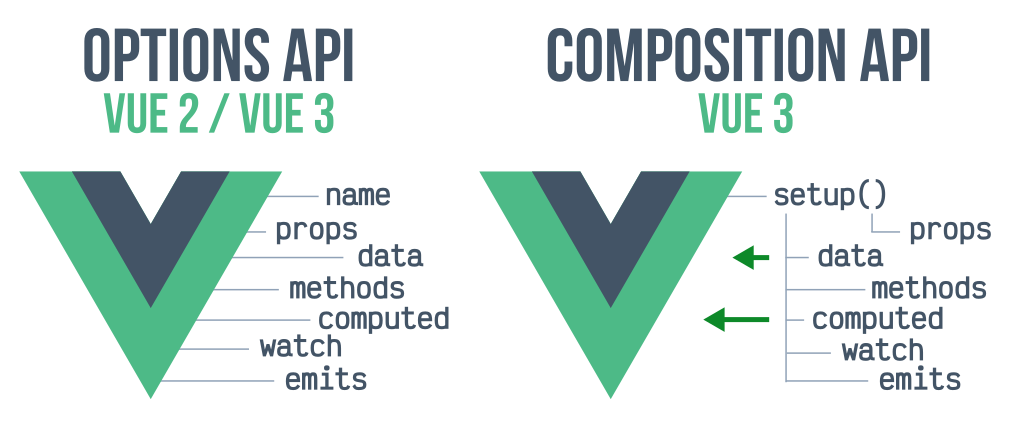 OPTIONS API
VUE 2 / VUE 3
name
props
data
methods
computed
watch
emits
COMPOSITION API
VUE 3
setup()
props
data
methods
computed
watch
emits